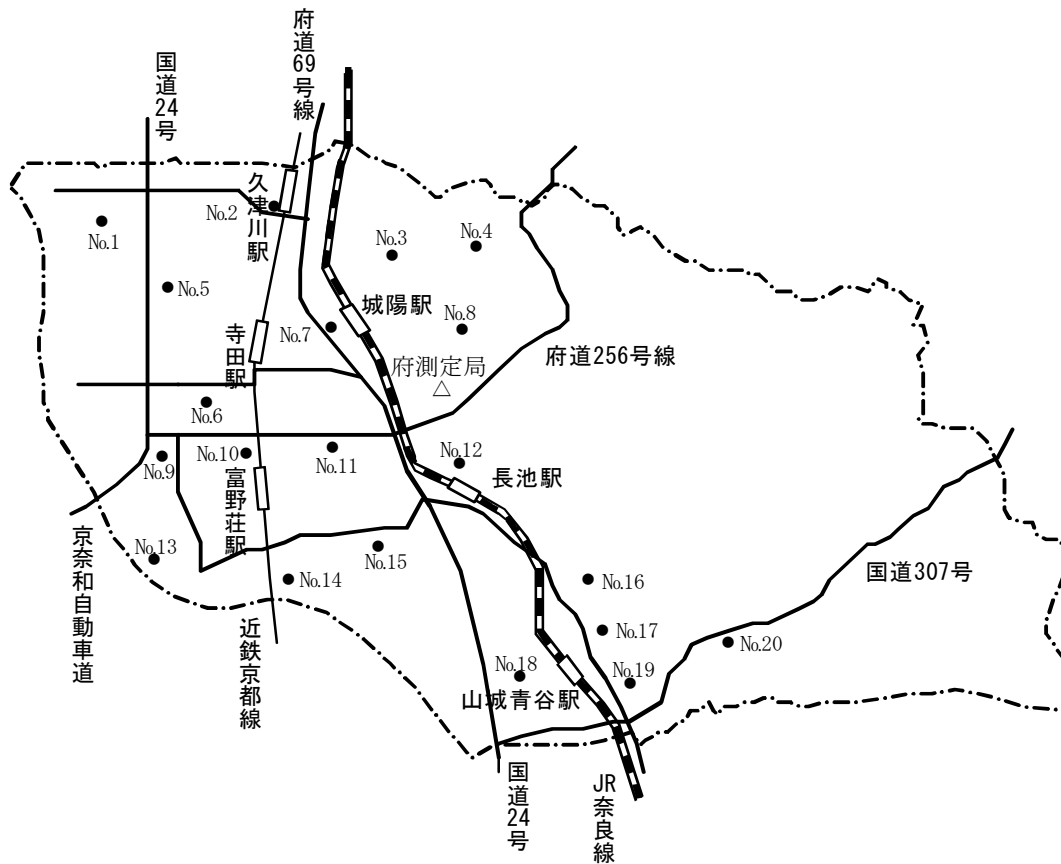 府道69号線
国道24号
久津川駅
No.2
No.1
No.3
No.4
No.5
城陽駅
No.7
No.8
寺田駅
府道256号線
府測定局
△
No.6
No.9
No.10
No.11
No.12
富野荘駅
長池駅
京奈和自動車道
No.13
No.14
No.15
No.16
国道307号
近鉄京都線
No.17
No.20
No.18
No.19
山城青谷駅
国道24号
JR奈良線